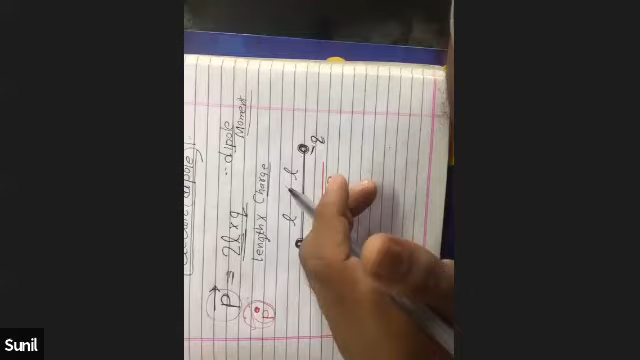 Electric dipole
P⃗ = 2l × q
:- dipole
Moment
Length × Charge
P
l
l
-q
Sunil